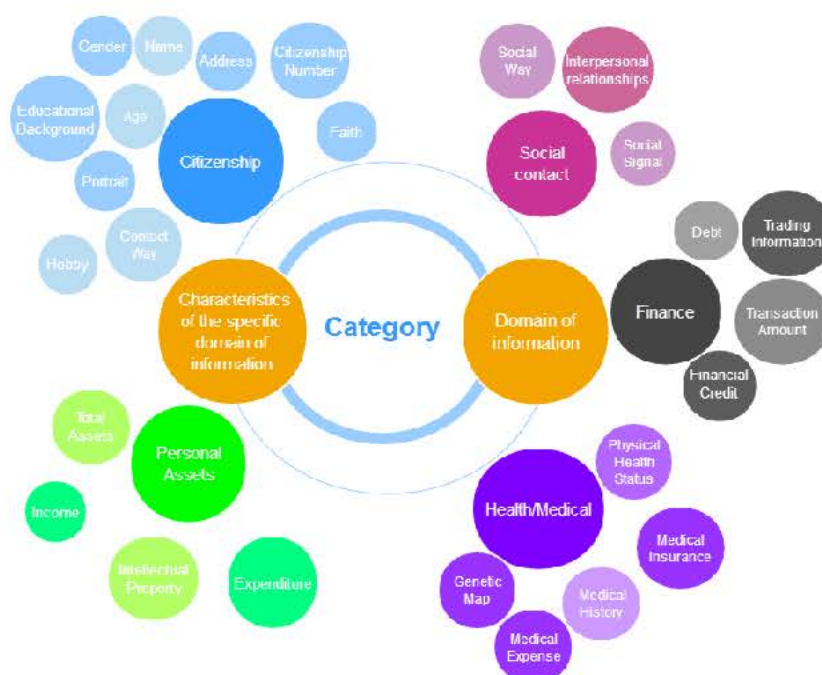 Gender
Name
Address
Citizenship
Number
Educational
Background
Age
Citizenship
Faith
Portrait
Contact
Way
Hobby
Social
Way
Interpersonal
relationships
Social
contact
Social
Signal
Characteristics
of the specific
domain of
information
Category
Domain of
information
Debt
Trading
Information
Finance
Transaction
Amount
Financial
Credit
Total
Assets
Personal
Assets
Income
Intellectual
Property
Expenditure
Physical
Health
Status
Health/Medical
Medical
Insurance
Genetic
Map
Medical
History
Medical
Expense